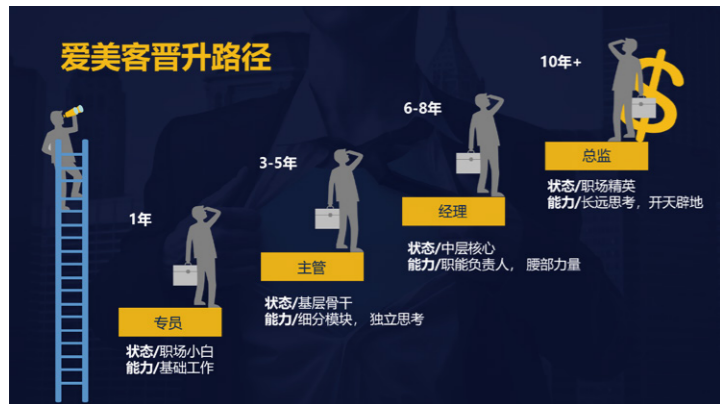 爱美客晋升路径
1年
专员
状态/职场小白
能力/基础工作
3-5年
主管
状态/基层骨干
能力/细分模块，独立思考
6-8年
经理
状态/中层核心
能力/职能负责人，腰部力量
10年+
总监
状态/职场精英
能力/长远思考，开天辟地